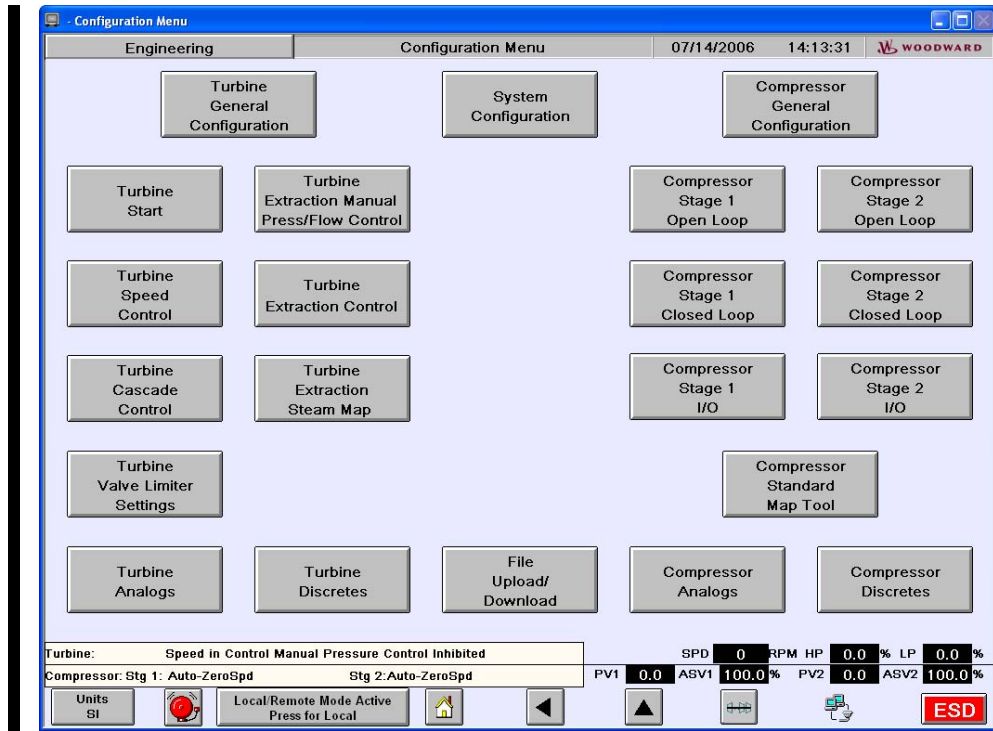 - Configuration Menu
Engineering Configuration Menu 07/14/2006 14:13:31 WOODWARD
Turbine
General
Configuration
System
Configuration
Compressor
General
Configuration
Turbine
Start
Turbine
Extraction Manual
Press/Flow Control
Compressor
Stage 1
Open Loop
Compressor
Stage 2
Open Loop
Turbine
Speed
Control
Turbine
Extraction Control
Compressor
Stage 1
Closed Loop
Compressor
Stage 2
Closed Loop
Turbine
Cascade
Control
Turbine
Extraction
Steam Map
Compressor
Stage 1
I/O
Compressor
Stage 2
I/O
Turbine
Valve Limiter
Settings
Compressor
Standard
Map Tool
Turbine
Analogs
Turbine
Discretes
File
Upload/
Download
Compressor
Analogs
Compressor
Discretes
Turbine: Speed in Control Manual Pressure Control Inhibited
SPD 0 RPM HP 0.0 % LP 0.0 %
Compressor: Stg 1: Auto-ZeroSpd Stg 2:Auto-ZeroSpd
PV1 0.0 ASV1 100.0 % PV2 0.0 ASV2 100.0 %
Units
SI
Local/Remote Mode Active
Press for Local
ESD